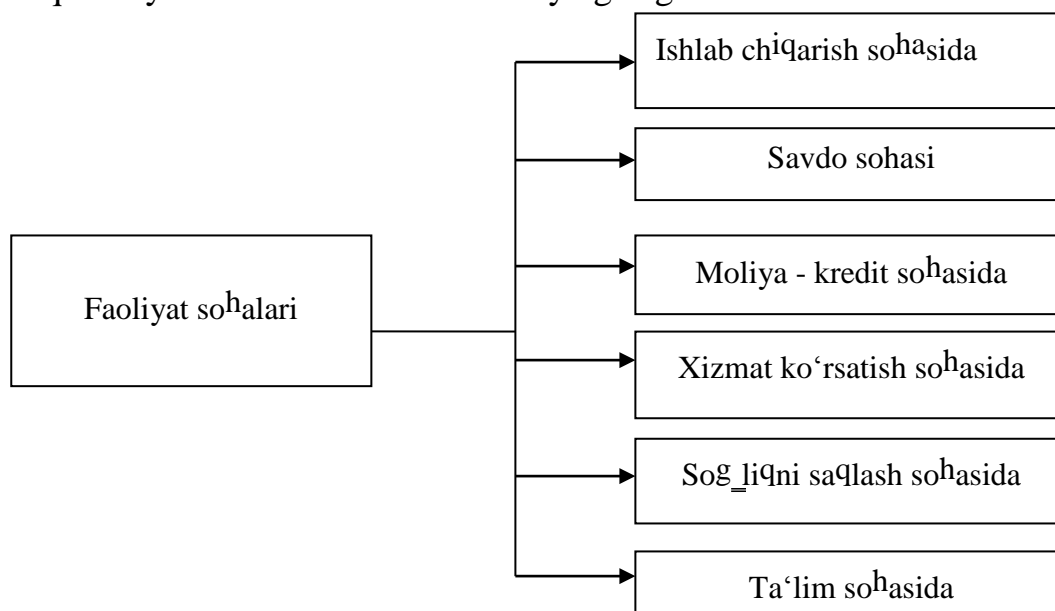 Faoliyat sohalari
Ishlab chiqarish sohasida
Savdo sohasi
Moliya - kredit sohasida
Xizmat ko‘rsatish sohasida
Sog‗liqni saqlash sohasida
Ta‘lim sohasida